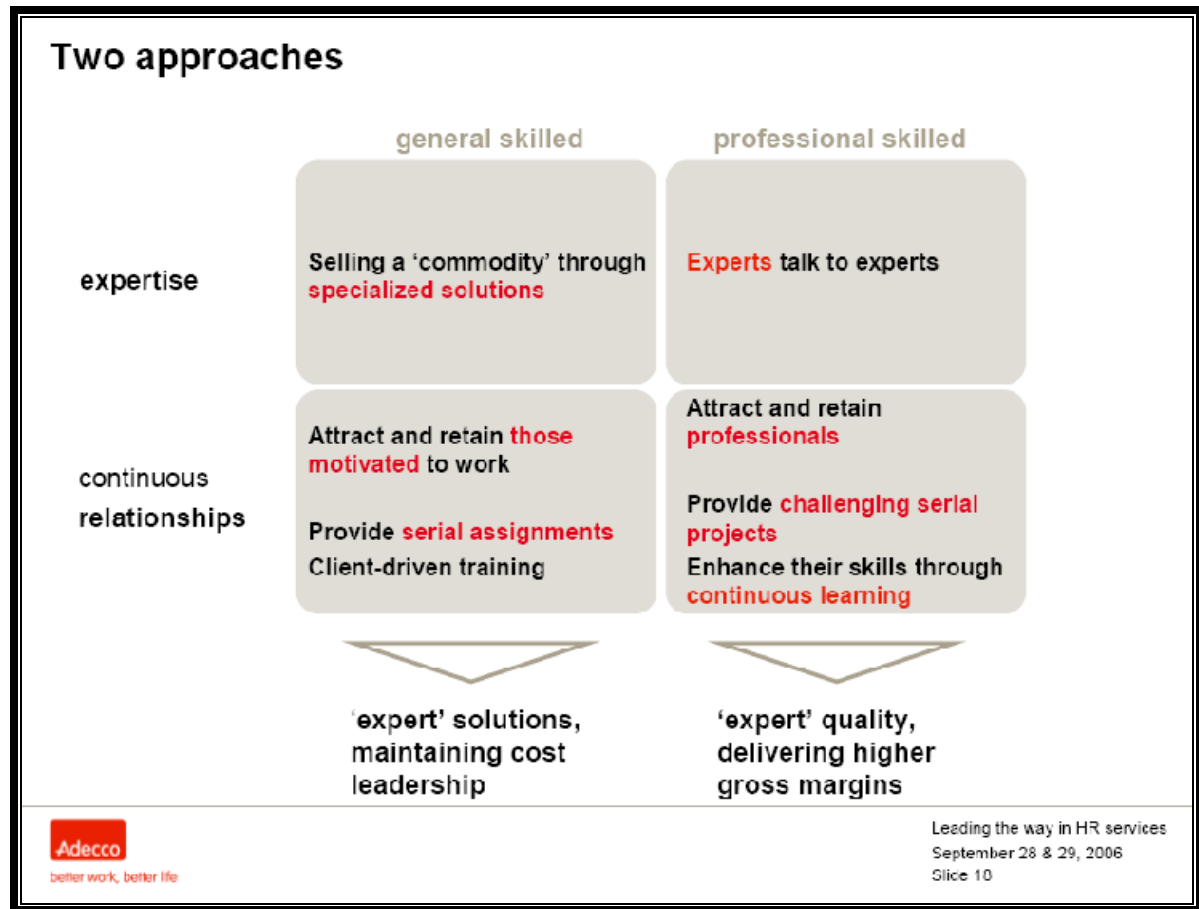 Two approaches
general skilled
professional skilled
expertise
Selling a ‘commodity’ through
specialized solutions
Experts talk to experts
continuous
relationships
Attract and retain those
motivated to work
Provide serial assignments
Client-driven training
Attract and retain
professionals
Provide challenging serial
projects
Enhance their skills through
continuous learning
‘expert’ solutions,
maintaining cost
leadership
‘expert’ quality,
delivering higher
gross margins
Adecco
better work, better life
Leading the way in HR services
September 28 & 29, 2006
Slice 10